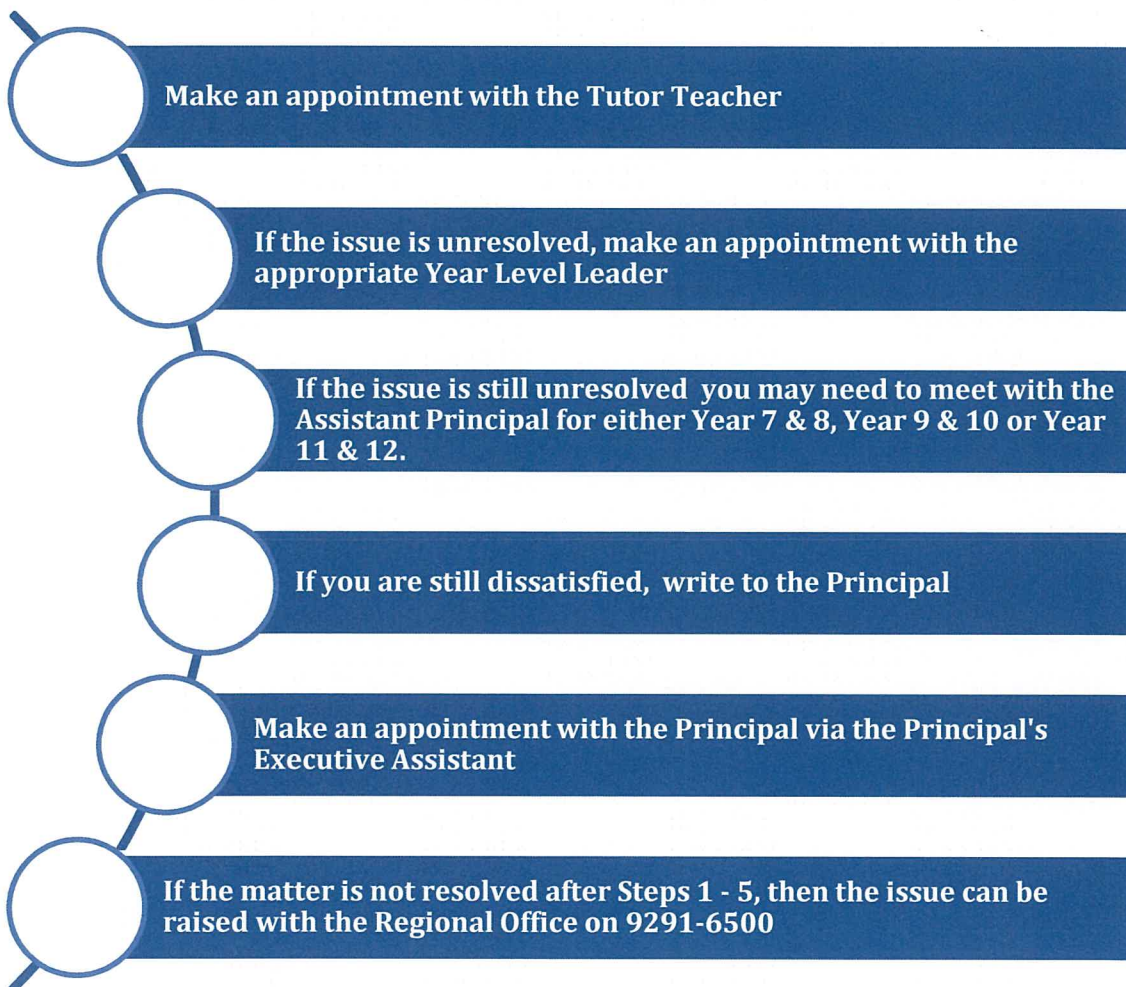 Make an appointment with the Tutor Teacher
If the issue is unresolved, make an appointment with the
appropriate Year Level Leader
If the issue is still unresolved  you may need to meet with the
Assistant Principal for either Year 7 & 8, Year 9 & 10 or Year
11 & 12.
If you are still dissatisfied,  write to the Principal
Make an appointment with the Principal via the Principal's
Executive Assistant
If the matter is not resolved after Steps 1 - 5, then the issue can be
raised with the Regional Office on 9291-6500